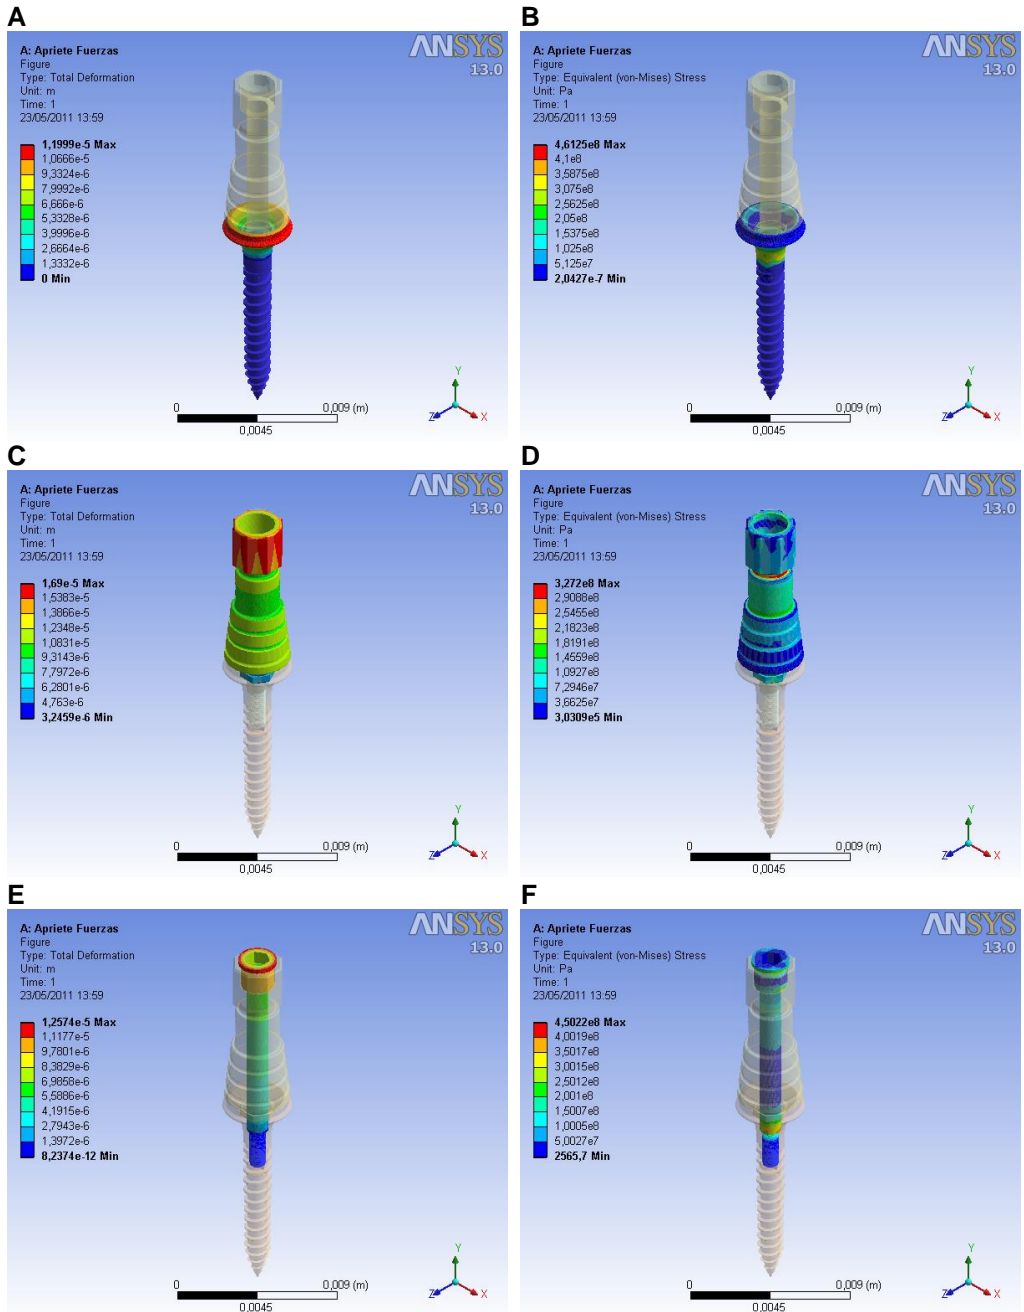 A
ANSYS
13.0
A: Apriete Fuerzas
Figure
Type: Total Deformation
Unit: m
Time: 1
23/05/2011 13:59
1,1999e-5 Max
1,0666e-5
9,3324e-6
7,9992e-6
6,666e-6
5,3328e-6
3,9996e-6
2,6664e-6
1,3332e-6
0 Min
0
0,009 (m)
0,0045
Y
Z
X
B
ANSYS
13.0
A: Apriete Fuerzas
Figure
Type: Equivalent (von-Mises) Stress
Unit: Pa
Time: 1
23/05/2011 13:59
4,6125e8 Max
4,1e8
3,5875e8
3,075e8
2,5625e8
2,05e8
1,5375e8
1,025e8
5,125e7
2,0427e-7 Min
0
0,009 (m)
0,0045
Y
Z
X
C
ANSYS
13.0
A: Apriete Fuerzas
Figure
Type: Total Deformation
Unit: m
Time: 1
23/05/2011 13:59
1,69e-5 Max
1,5383e-5
1,3866e-5
1,2348e-5
1,0831e-5
9,3143e-6
7,7972e-6
6,2801e-6
4,763e-6
3,2459e-6 Min
0
0,009 (m)
0,0045
Y
Z
X
D
ANSYS
13.0
A: Apriete Fuerzas
Figure
Type: Equivalent (von-Mises) Stress
Unit: Pa
Time: 1
23/05/2011 13:59
3,272e8 Max
2,9088e8
2,5455e8
2,1823e8
1,8191e8
1,4559e8
1,0927e8
7,2946e7
3,6625e7
3,0309e5 Min
0
0,009 (m)
0,0045
Y
Z
X
E
ANSYS
13.0
A: Apriete Fuerzas
Figure
Type: Total Deformation
Unit: m
Time: 1
23/05/2011 13:59
1,2574e-5 Max
1,1177e-5
9,7801e-6
8,3829e-6
6,9858e-6
5,5886e-6
4,1915e-6
2,7943e-6
1,3972e-6
8,2374e-12 Min
0
0,009 (m)
0,0045
Y
Z
X
F
ANSYS
13.0
A: Apriete Fuerzas
Figure
Type: Equivalent (von-Mises) Stress
Unit: Pa
Time: 1
23/05/2011 13:59
4,5022e8 Max
4,0019e8
3,5017e8
3,0015e8
2,5012e8
2,001e8
1,5007e8
1,0005e8
5,0027e7
2565,7 Min
0
0,009 (m)
0,0045
Y
Z
X